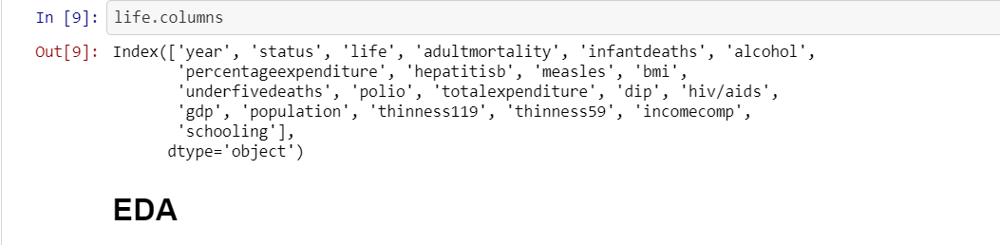 In [9]: life.columns
Out[9]: Index(['year', 'status', 'life', 'adultmortality', 'infantdeaths', 'alcohol',
'percentageexpenditure', 'hepatitisb', 'measles', 'bmi',
'underfivedeaths', 'polio', 'totalexpenditure', 'dip', 'hiv/aids',
'gdp', 'population', 'thinness119', 'thinness59', 'incomecomp',
'schooling'],
dtype='object')
EDA